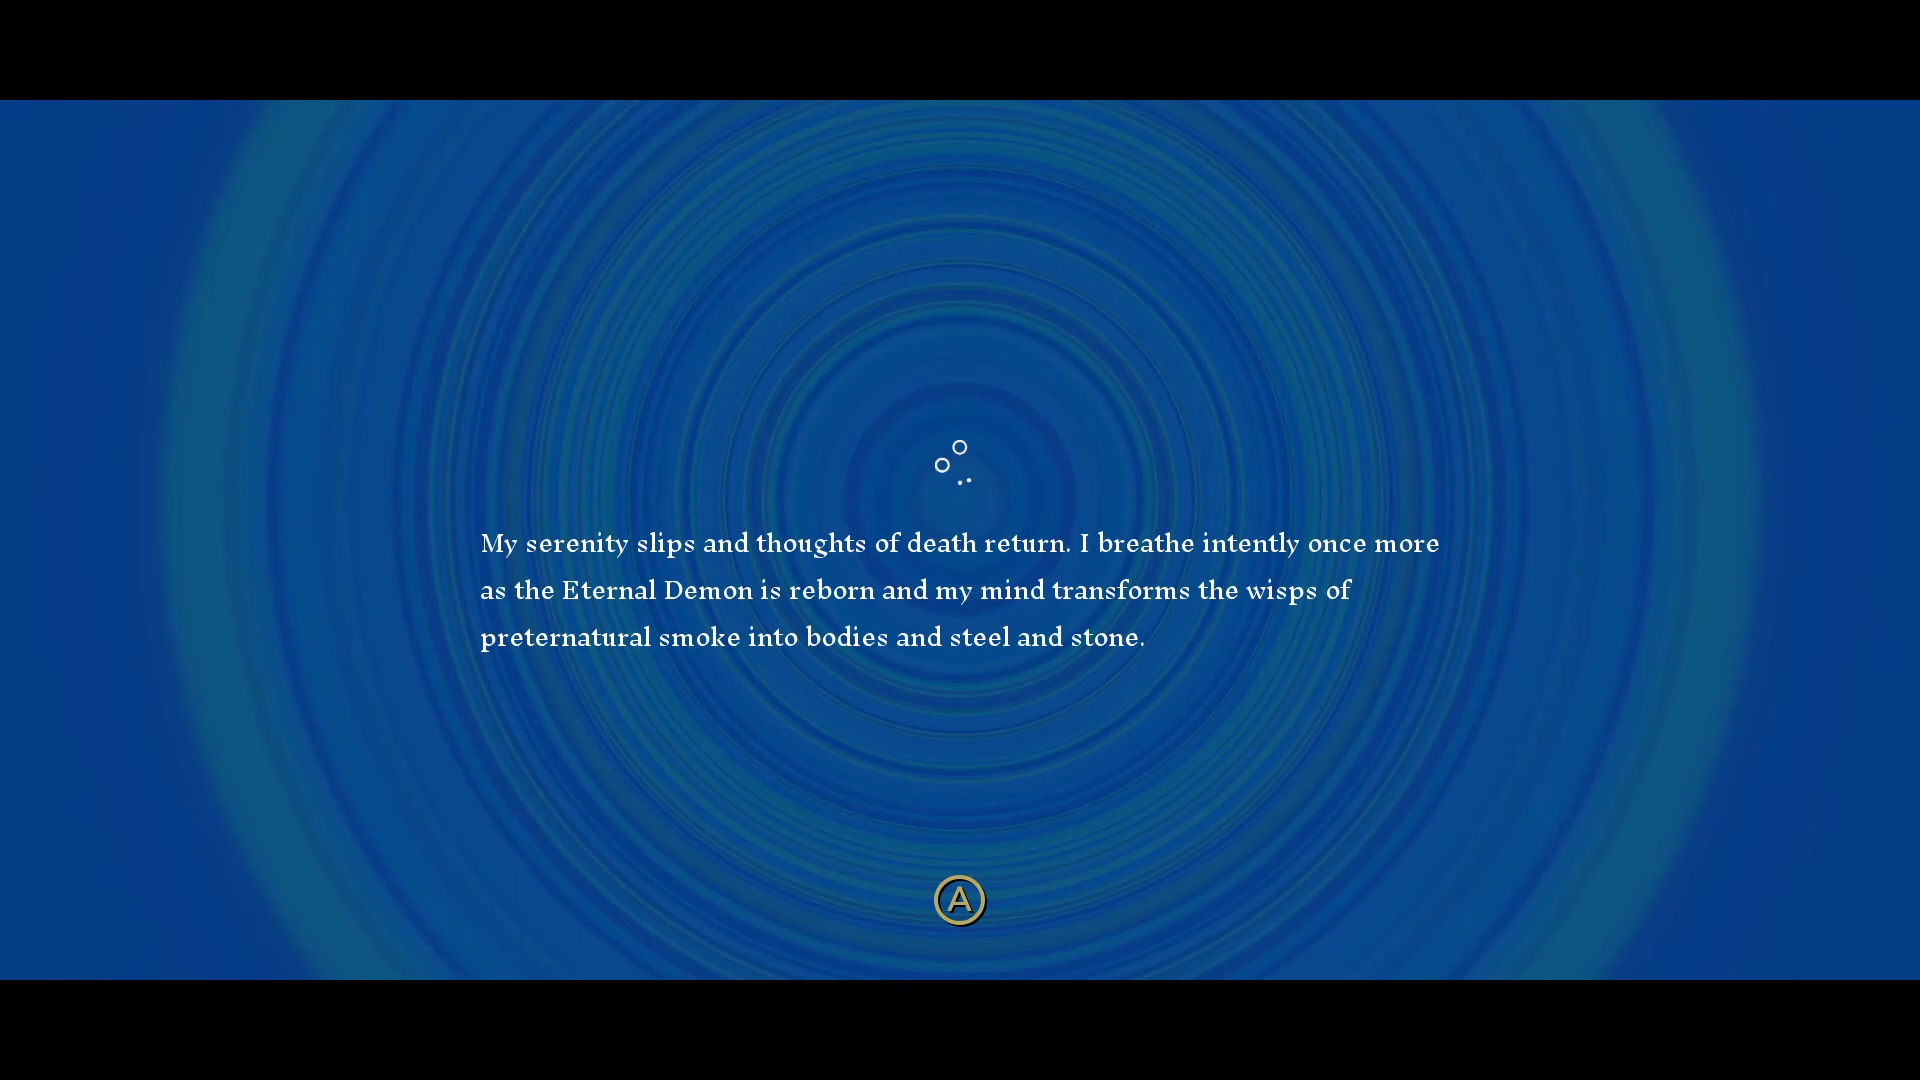 My serenity slips and thoughts of death return. I breathe intently once more
as the Eternal Demon is reborn and my mind transforms the wisps of
preternatural smoke into bodies and steel and stone.
A